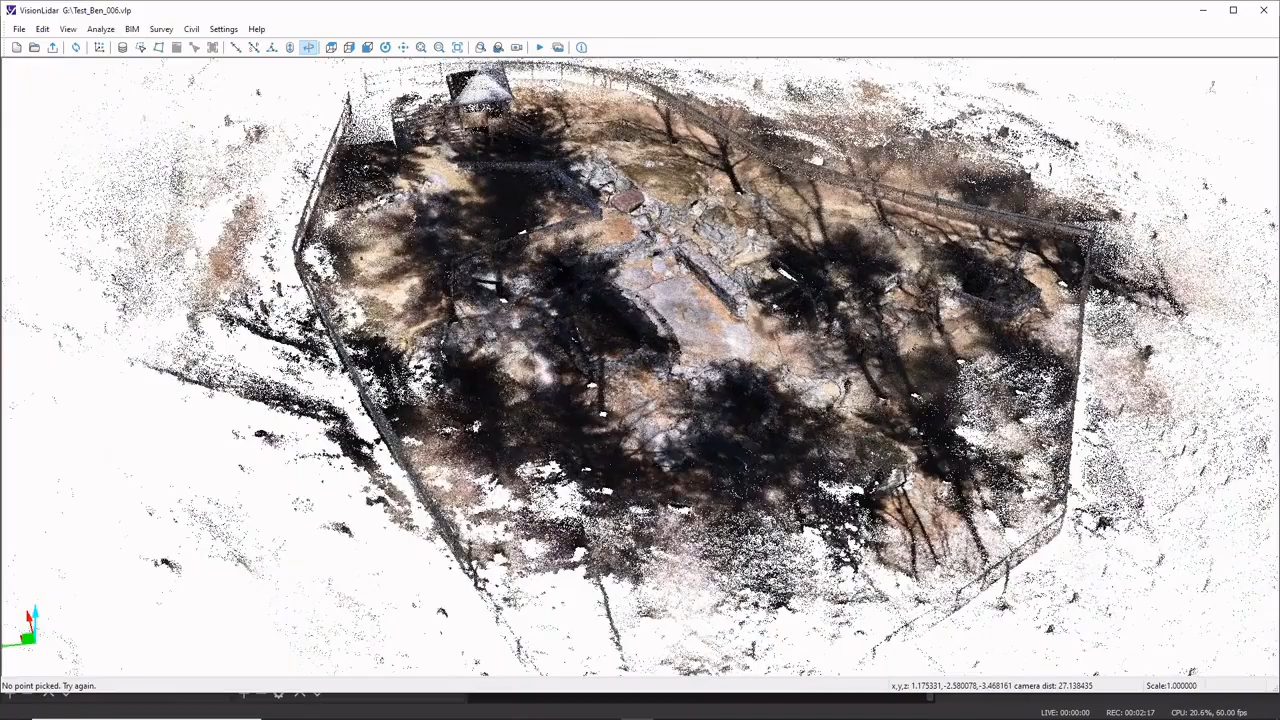 VisionLidar G:\Test_Ben_006.vlp
File Edit View Analyze BIM Survey Civil Settings Help
No point picked. Try again.
x,y,z: 1.175331,-2.580078,-3.468161 camera dist: 27.138435
Scale:1.000000
LIVE: 00:00:00
REC: 00:02:17
CPU: 20.6%, 60.00 fps